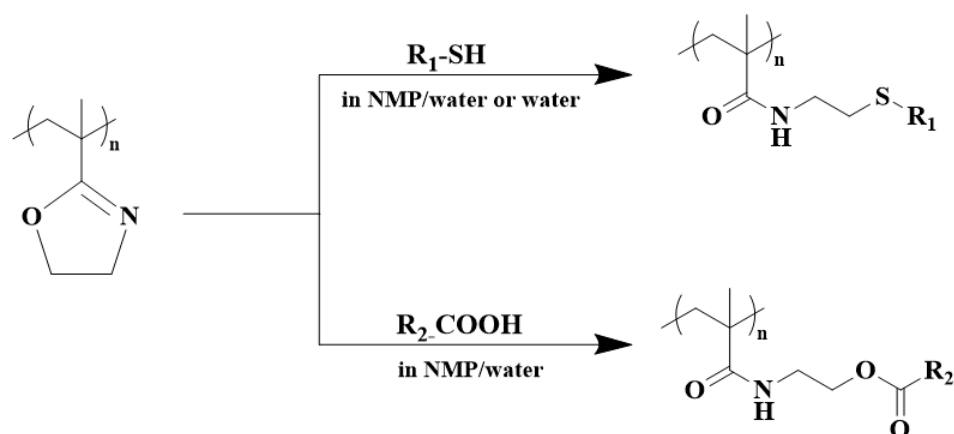 R1-SH
in NMP/water or water
n
O
N
H
S
R1
n
O
N
R2-COOH
in NMP/water
n
O
N
H
O
O
R2